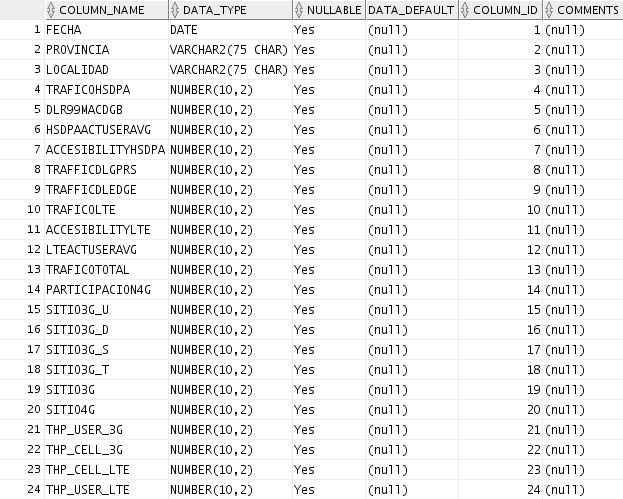 COLUMN_NAME DATA_TYPE NULLABLE DATA_DEFAULT COLUMN_ID COMMENTS
1 FECHA DATE Yes (null) 1 (null)
2 PROVINCIA VARCHAR2(75 CHAR) Yes (null) 2 (null)
3 LOCALIDAD VARCHAR2(75 CHAR) Yes (null) 3 (null)
4 TRAFICOHSDPA NUMBER(10,2) Yes (null) 4 (null)
5 DLR99MACDGB NUMBER(10,2) Yes (null) 5 (null)
6 HSDPAACTUSERAVG NUMBER(10,2) Yes (null) 6 (null)
7 ACCESIBILITYHSDPA NUMBER(10,2) Yes (null) 7 (null)
8 TRAFFICDLGPRS NUMBER(10,2) Yes (null) 8 (null)
9 TRAFFICDLEDGE NUMBER(10,2) Yes (null) 9 (null)
10 TRAFICOLTE NUMBER(10,2) Yes (null) 10 (null)
11 ACCESIBILITYLTE NUMBER(10,2) Yes (null) 11 (null)
12 LTEACTUSERAVG NUMBER(10,2) Yes (null) 12 (null)
13 TRAFICOTOTAL NUMBER(10,2) Yes (null) 13 (null)
14 PARTICIPACION4G NUMBER(10,2) Yes (null) 14 (null)
15 SITIO3G_U NUMBER(10,2) Yes (null) 15 (null)
16 SITIO3G_D NUMBER(10,2) Yes (null) 16 (null)
17 SITIO3G_S NUMBER(10,2) Yes (null) 17 (null)
18 SITIO3G_T NUMBER(10,2) Yes (null) 18 (null)
19 SITIO3G NUMBER(10,2) Yes (null) 19 (null)
20 SITIO4G NUMBER(10,2) Yes (null) 20 (null)
21 THP_USER_3G NUMBER(10,2) Yes (null) 21 (null)
22 THP_CELL_3G NUMBER(10,2) Yes (null) 22 (null)
23 THP_CELL_LTE NUMBER(10,2) Yes (null) 23 (null)
24 THP_USER_LTE NUMBER(10,2) Yes (null) 24 (null)